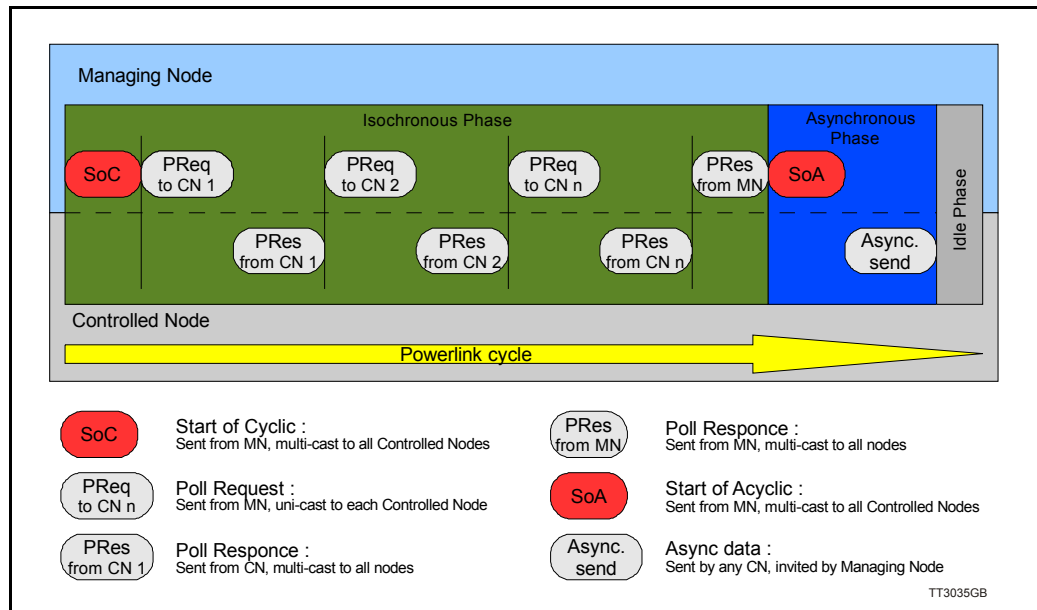 Managing Node
Isochronous Phase
Asynchronous
Phase
SoC
PReq
to CN 1
PReq
to CN 2
PReq
to CN n
PRes
from MN
SoA
PRes
from CN 1
PRes
from CN 2
PRes
from CN n
Async.
send
Idle Phase
Controlled Node
Powerlink cycle
SoC
Start of Cyclic :
Sent from MN, multi-cast to all Controlled Nodes
PReq
to CN n
Poll Request :
Sent from MN, uni-cast to each Controlled Node
PRes
from CN 1
Poll Responce :
Sent from CN, multi-cast to all nodes
PRes
from MN
Poll Responce :
Sent from MN, multi-cast to all nodes
SoA
Start of Acyclic :
Sent from MN, multi-cast to all Controlled Nodes
Async.
send
Async data :
Sent by any CN, invited by Managing Node
TT3035GB